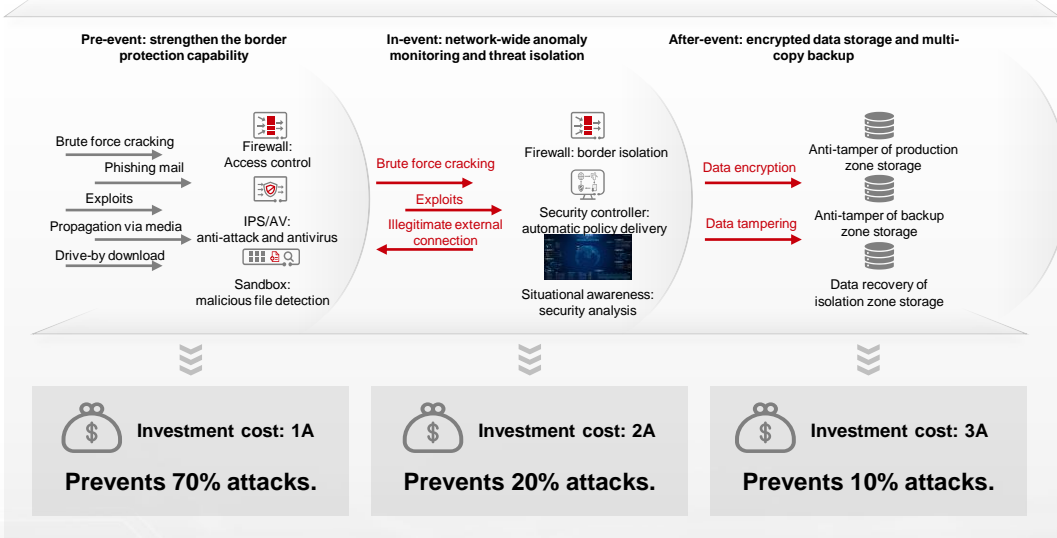 Pre-event: strengthen the border
protection capability
In-event: network-wide anomaly
monitoring and threat isolation
After-event: encrypted data storage and multi-
copy backup
Brute force cracking
Phishing mail
Exploits
Propagation via media
Drive-by download
Firewall:
Access control
IPS/AV:
anti-attack and antivirus
Sandbox:
malicious file detection
Brute force cracking
Exploits
Illegitimate external
connection
Firewall: border isolation
Security controller:
automatic policy delivery
Situational awareness:
security analysis
Data encryption
Data tampering
Anti-tamper of production
zone storage
Anti-tamper of backup
zone storage
Data recovery of
isolation zone storage
$ Investment cost: 1A
Prevents 70% attacks.
$ Investment cost: 2A
Prevents 20% attacks.
$ Investment cost: 3A
Prevents 10% attacks.